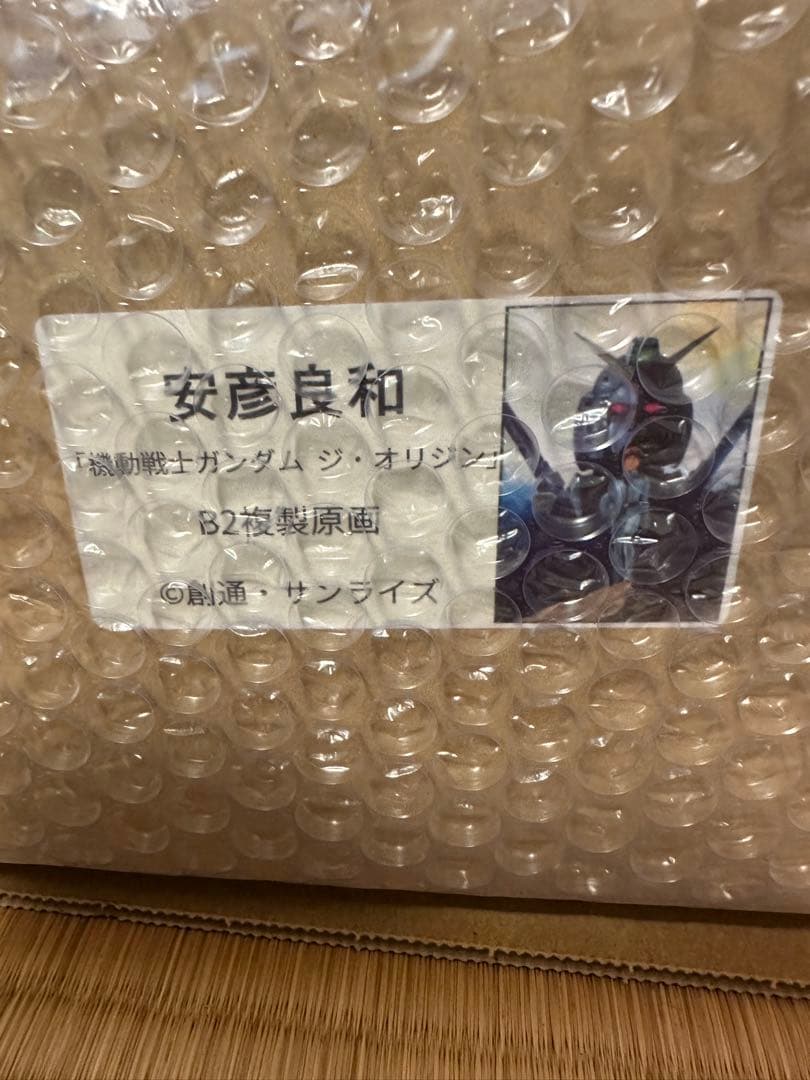 安彦良和
「機動戦士ガンダム ジ・オリジン」
B2複製原画
©創通・サンライズ